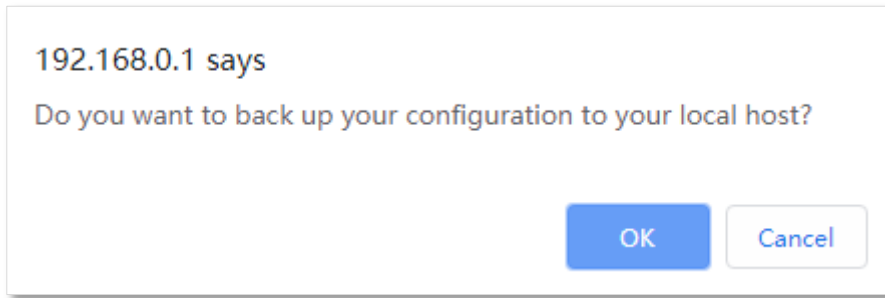 192.168.0.1 says
Do you want to back up your configuration to your local host?
OK
Cancel